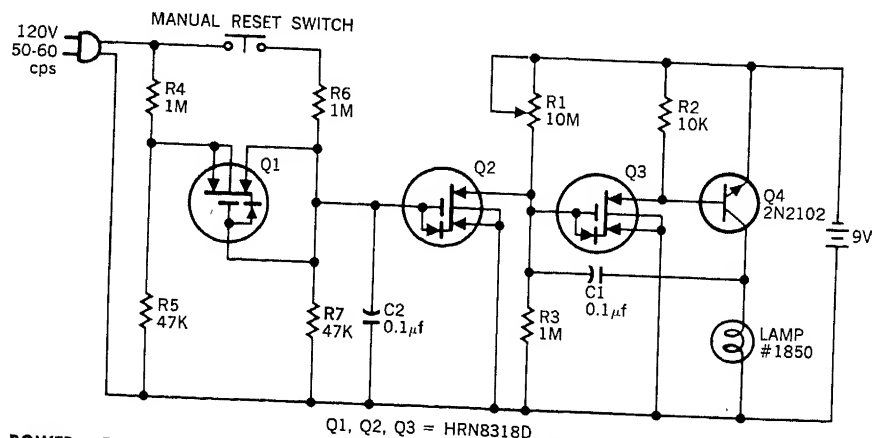 MANUAL RESET SWITCH
120V
50-60
cps
R4
1M
R6
1M
R1
10M
R2
10K
Q1
Q2
Q3
Q4
2N2102
9V
R5
47K
R7
47K
C2
0.1μf
R3
1M
C1
0.1μf
LAMP
#1850
Q1, Q2, Q3 = HRN8318D
POWER